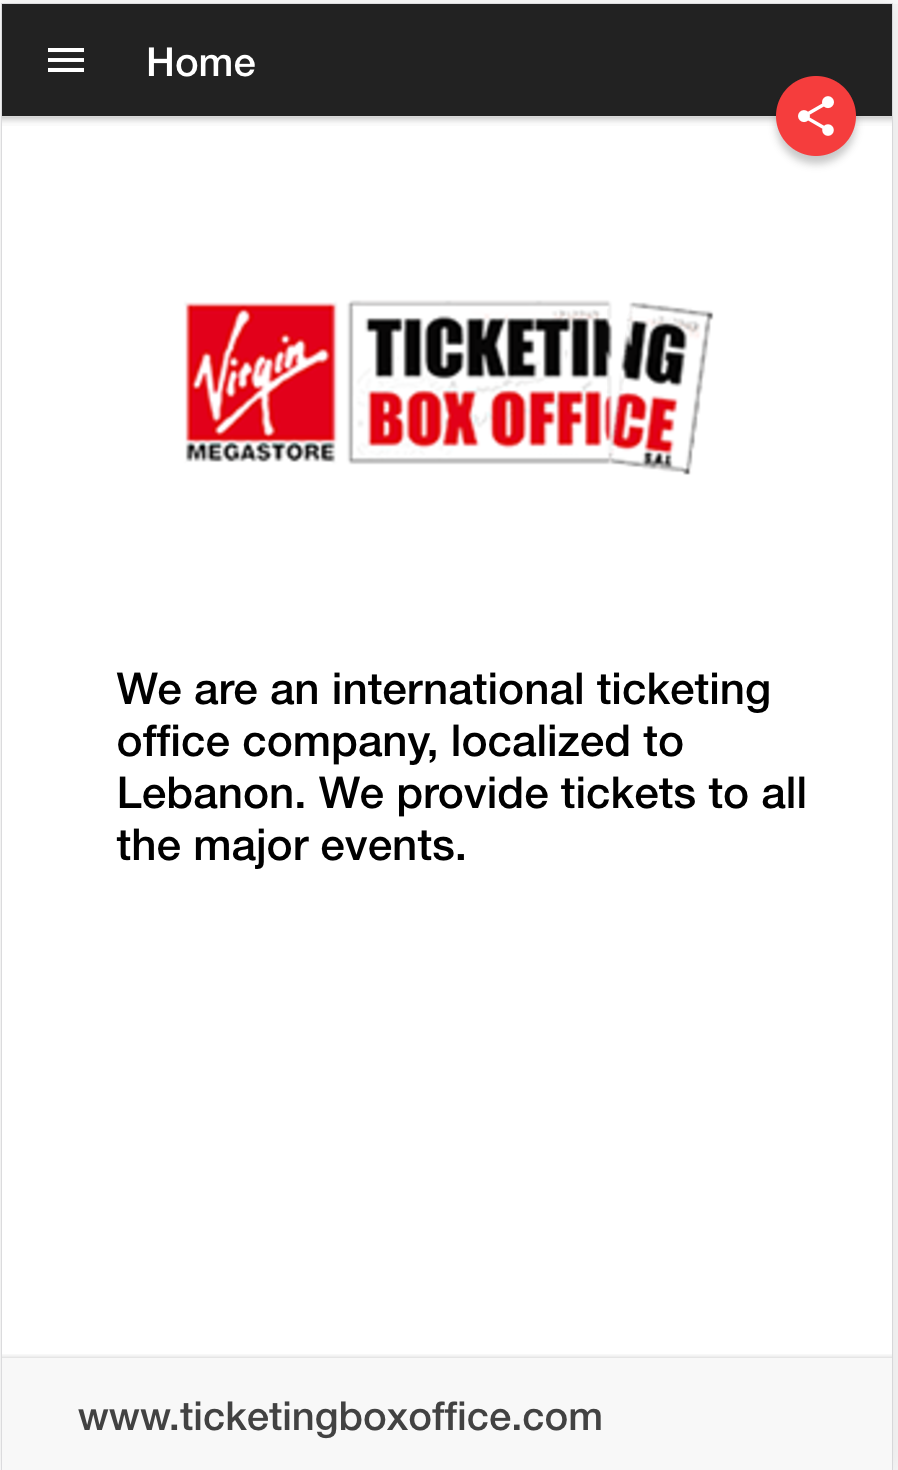 Home
Virgin
MEGASTORE
TICKETING
BOX OFFICE
SAL
We are an international ticketing
office company, localized to
Lebanon. We provide tickets to all
the major events.
www.ticketingboxoffice.com